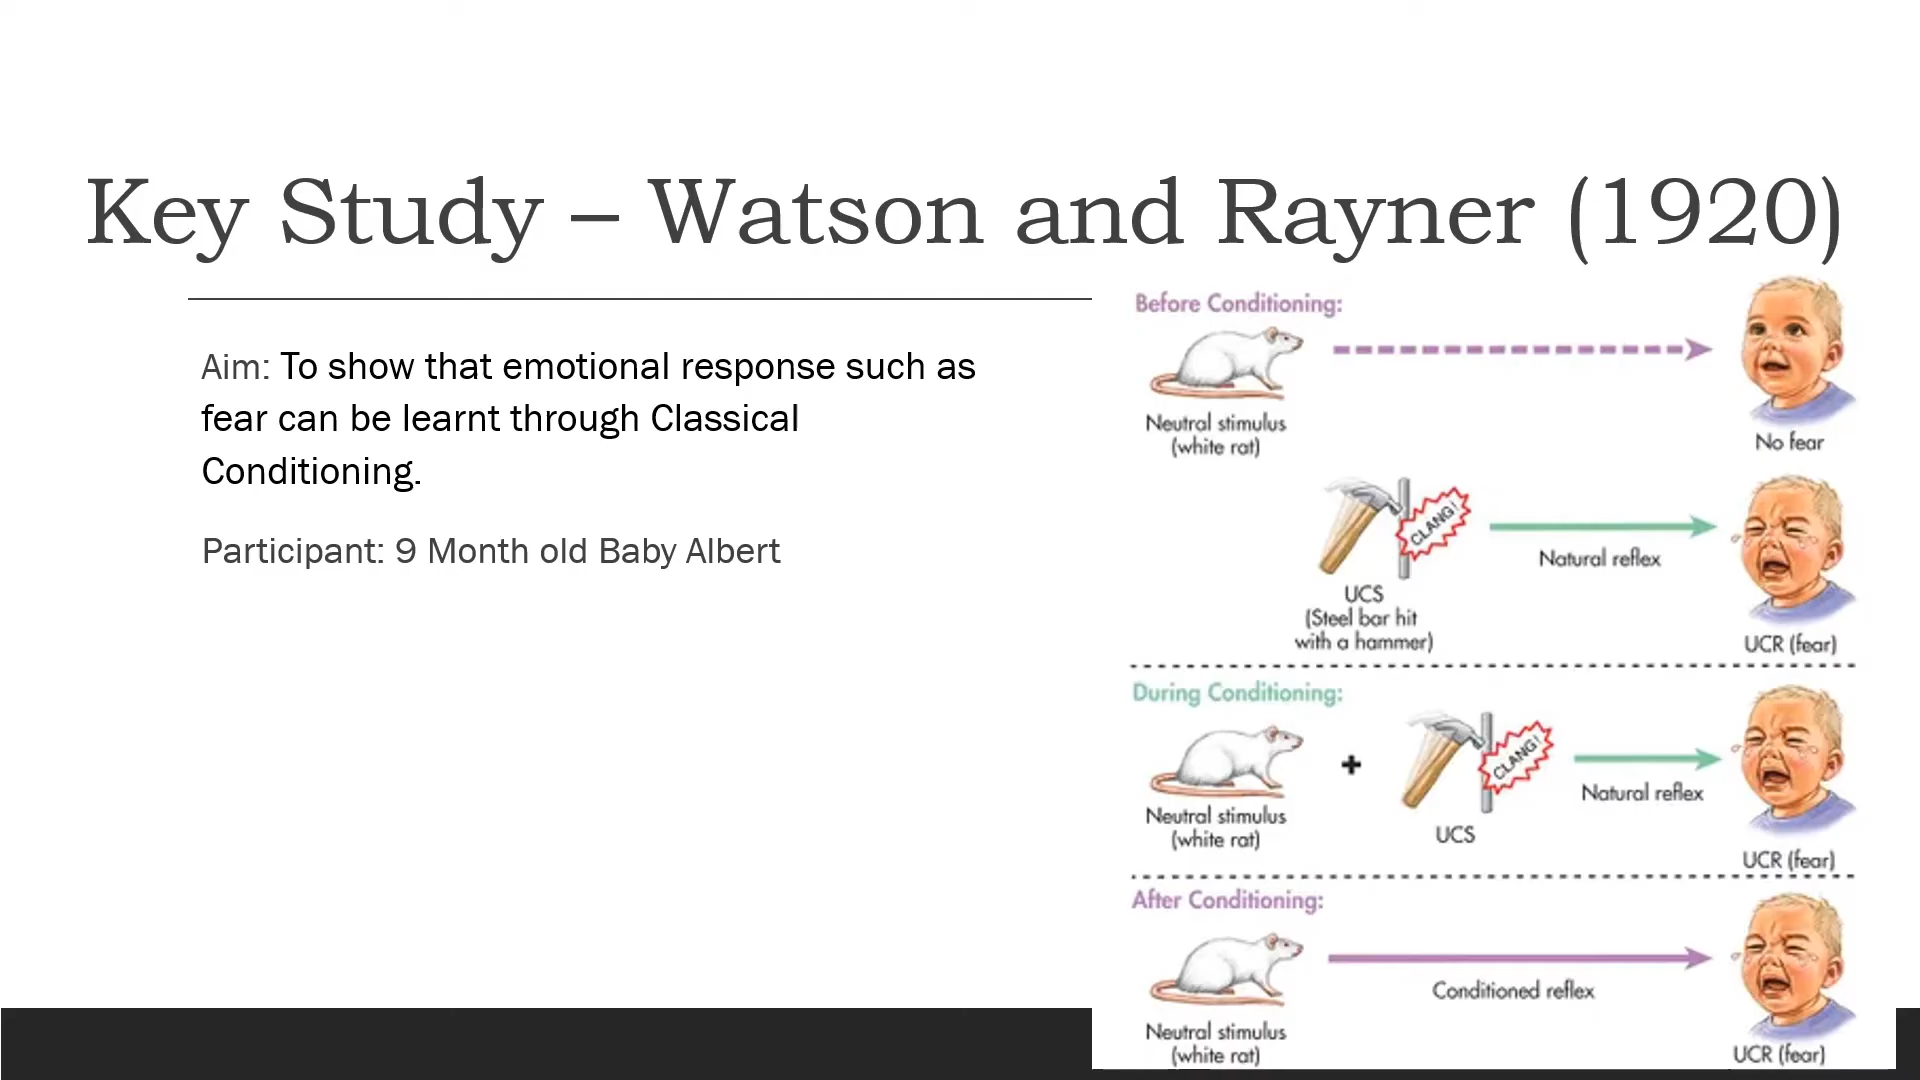 Key Study – Watson and Rayner (1920)
Aim: To show that emotional response such as
fear can be learnt through Classical
Conditioning.
Participant: 9 Month old Baby Albert
Before Conditioning:
Neutral stimulus
(white rat)
No fear
CLANG!
Natural reflex
UCS
(Steel bar hit
with a hammer)
UCR (fear)
During Conditioning:
Neutral stimulus
(white rat)
+
CLANG!
UCS
Natural reflex
UCR (fear)
After Conditioning:
Neutral stimulus
(white rat)
Conditioned reflex
UCR (fear)